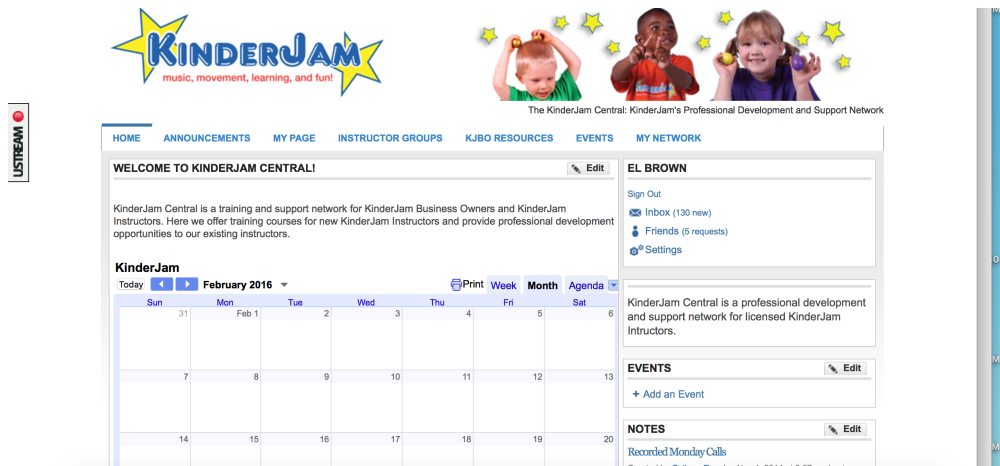 KINDERJAM
music, movement, learning, and fun!
The KinderJam Central: KinderJam's Professional Development and Support Network
USTREAM
HOME ANNOUNCEMENTS MY PAGE INSTRUCTOR GROUPS KJBO RESOURCES EVENTS MY NETWORK
WELCOME TO KINDERJAM CENTRAL! Edit
KinderJam Central is a training and support network for KinderJam Business Owners and KinderJam
Instructors. Here we offer training courses for new KinderJam Instructors and provide professional development
opportunities to our existing instructors.
KinderJam
Today February 2016 Print Week Month Agenda
Sun Mon Tue Wed Thu Fri Sat
31 Feb 1 2 3 4 5 6
7 8 9 10 11 12 13
14 15 16 17 18 19 20
EL BROWN
Sign Out
Inbox (130 new)
Friends (5 requests)
Settings
KinderJam Central is a professional development
and support network for licensed KinderJam
Intructors.
EVENTS Edit
+ Add an Event
NOTES Edit
Recorded Monday Calls